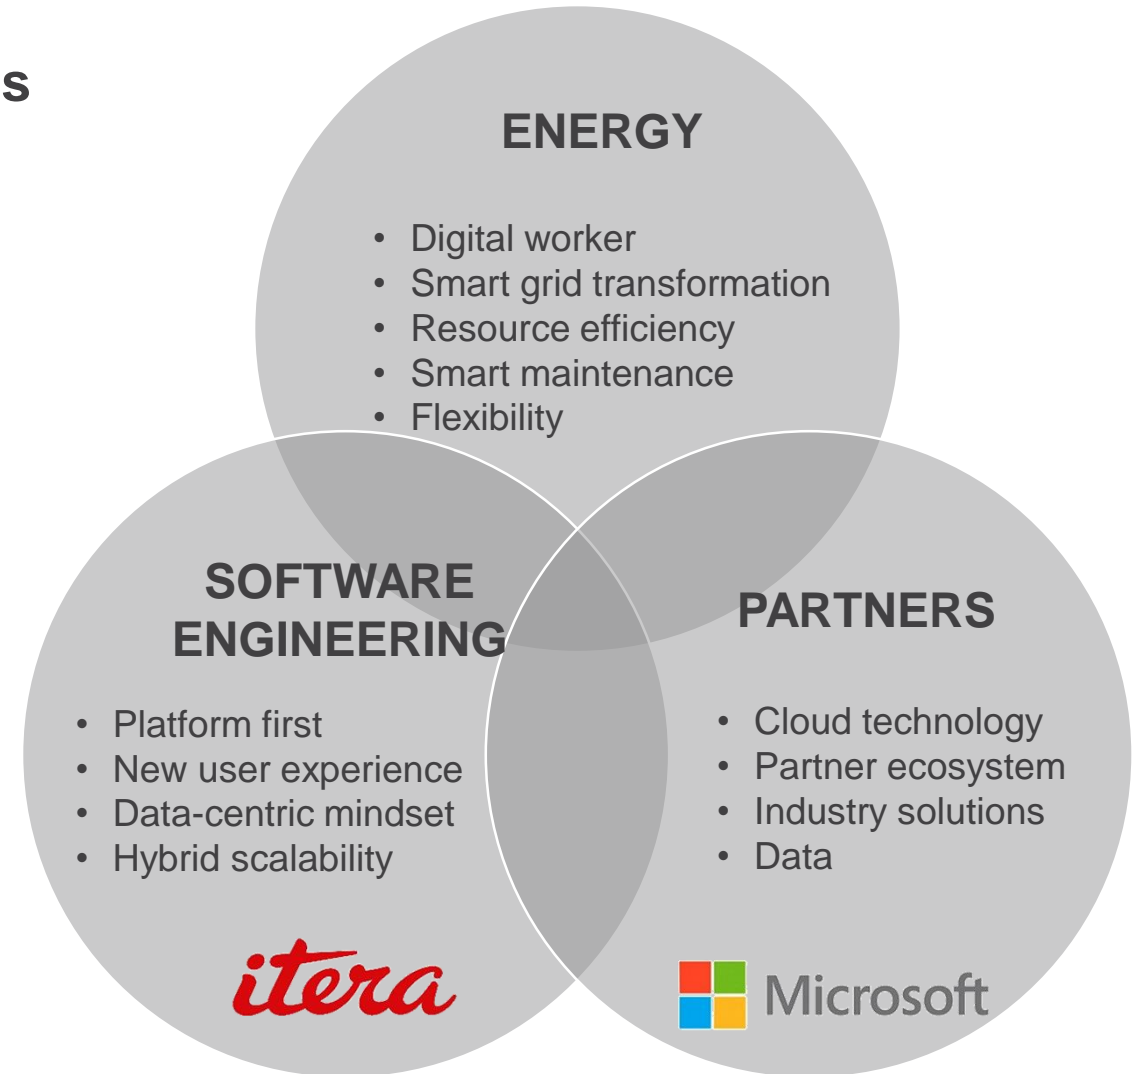 s
ENERGY
• Digital worker
• Smart grid transformation
• Resource efficiency
• Smart maintenance
• Flexibility
SOFTWARE
ENGINEERING
• Platform first
• New user experience
• Data-centric mindset
• Hybrid scalability
itera
PARTNERS
• Cloud technology
• Partner ecosystem
• Industry solutions
• Data
Microsoft